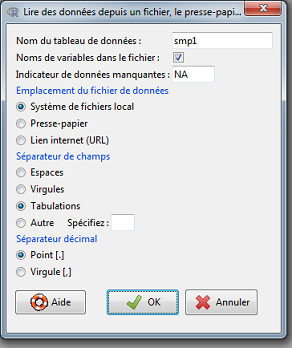 Lire des données depuis un fichier, le presse-papi...
Nom du tableau de données : smp1
Noms de variables dans le fichier :
Indicateur de données manquantes : NA
Emplacement du fichier de données
Système de fichiers local
Presse-papier
Lien internet (URL)
Séparateur de champs
Espaces
Virgules
Tabulations
Autre Spécifiez :
Séparateur décimal
Point [.]
Virgule [,]
Aide OK Annuler